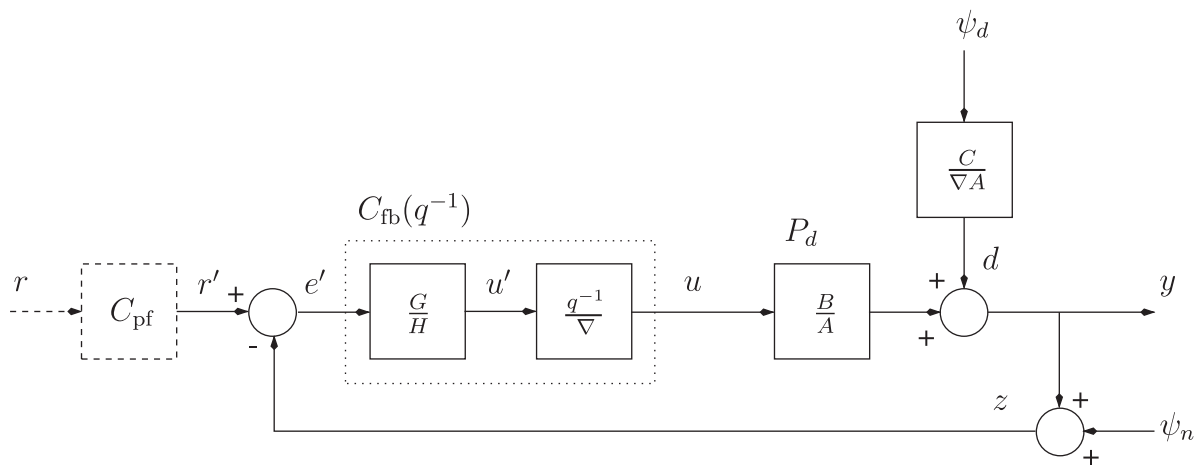 ψ_d
C/∇A
C_fb(q⁻¹)
P_d
d
r
C_pf
r′
+
-
e′
G/H
u′
q⁻¹/∇
u
B/A
+
+
y
z
+
+
ψ_n